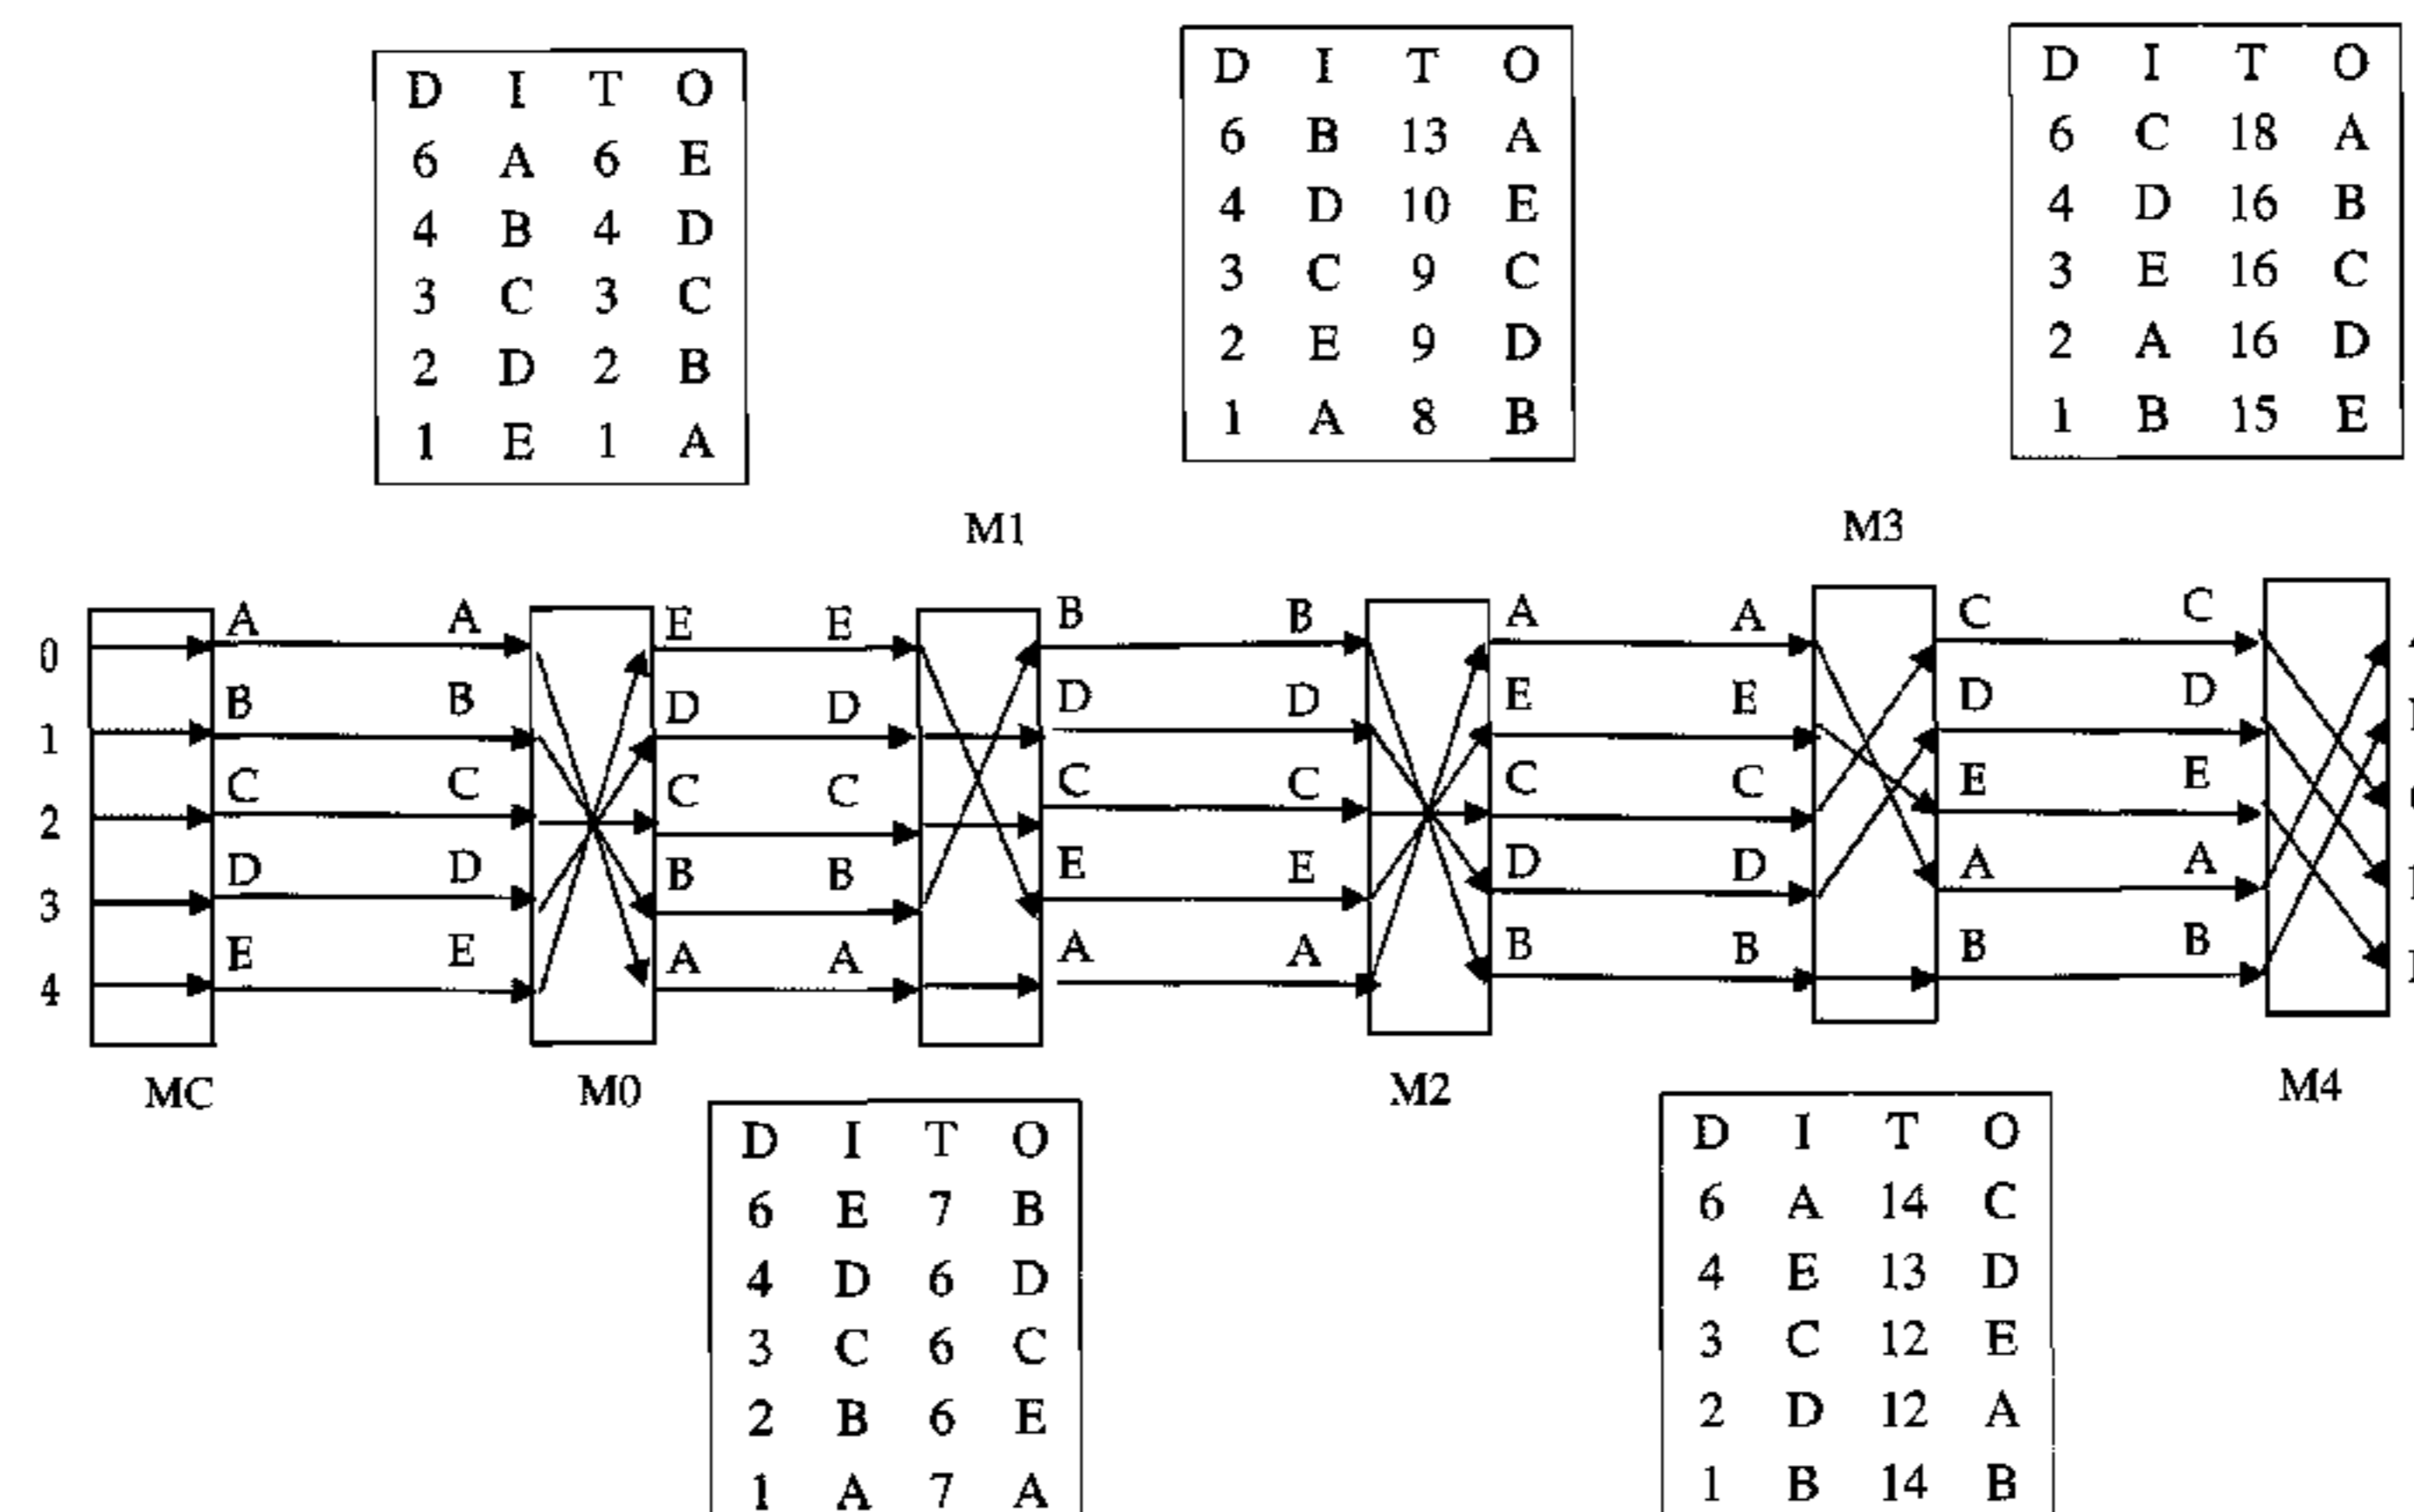 D I T O
6 A 6 E
4 B 4 D
3 C 3 C
2 D 2 B
1 E 1 A
D I T O
6 B 13 A
4 D 10 E
3 C 9 C
2 E 9 D
1 A 8 B
D I T O
6 C 18 A
4 D 16 B
3 E 16 C
2 A 16 D
1 B 15 E
M1 M3
0 A A E E B B A A C C
1 B B D D D D E E D D
2 C C C C C C C C E E
3 D D B B E E D D A A
4 E E A A A A B B B B
MC M0 M2 M4
D I T O
6 E 7 B
4 D 6 D
3 C 6 C
2 B 6 E
1 A 7 A
D I T O
6 A 14 C
4 E 13 D
3 C 12 E
2 D 12 A
1 B 14 B